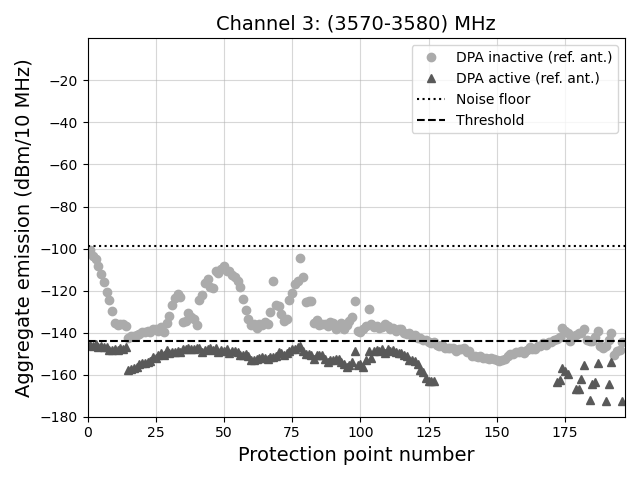 Channel 3: (3570-3580) MHz
DPA inactive (ref. ant.)
DPA active (ref. ant.)
Noise floor
Threshold
Aggregate emission (dBm/10 MHz)
−20
−40
−60
−80
−100
−120
−140
−160
−180
0 25 50 75 100 125 150 175
Protection point number